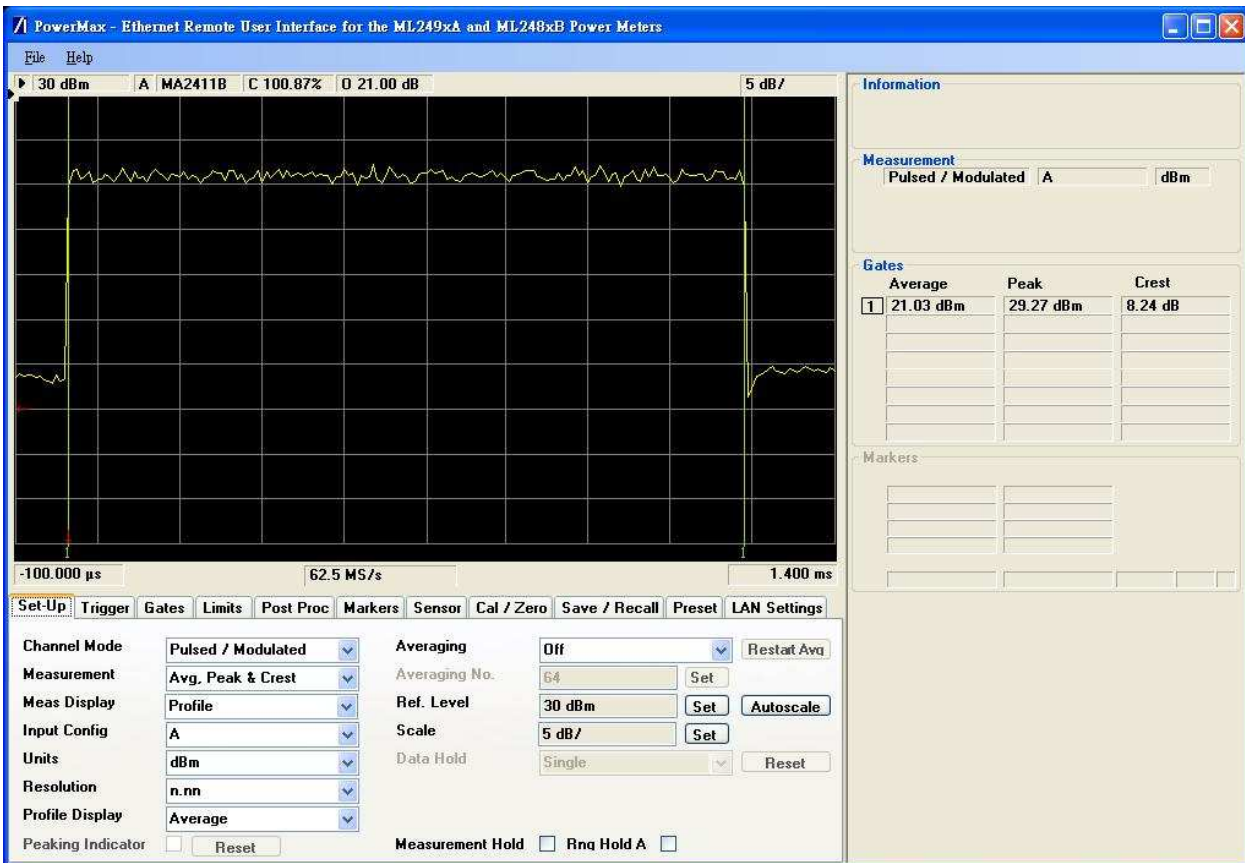 PowerMax - Ethernet Remote User Interface for the ML249xA and ML248xB Power Meters
File Help
30 dBm A MA2411B C 100.87% O 21.00 dB 5 dB/
1 1
-100.000 µs 62.5 MS/s 1.400 ms
Set-Up Trigger Gates Limits Post Proc Markers Sensor Cal / Zero Save / Recall Preset LAN Settings
Channel Mode Pulsed / Modulated Averaging Off Restart Avg
Measurement Avg, Peak & Crest Averaging No. 64 Set
Meas Display Profile Ref. Level 30 dBm Set Autoscale
Input Config A Scale 5 dB/ Set
Units dBm Data Hold Single Reset
Resolution n.nn
Profile Display Average
Peaking Indicator Reset Measurement Hold Rng Hold A
Information
Measurement
Pulsed / Modulated A dBm
Gates
Average Peak Crest
1 21.03 dBm 29.27 dBm 8.24 dB
Markers